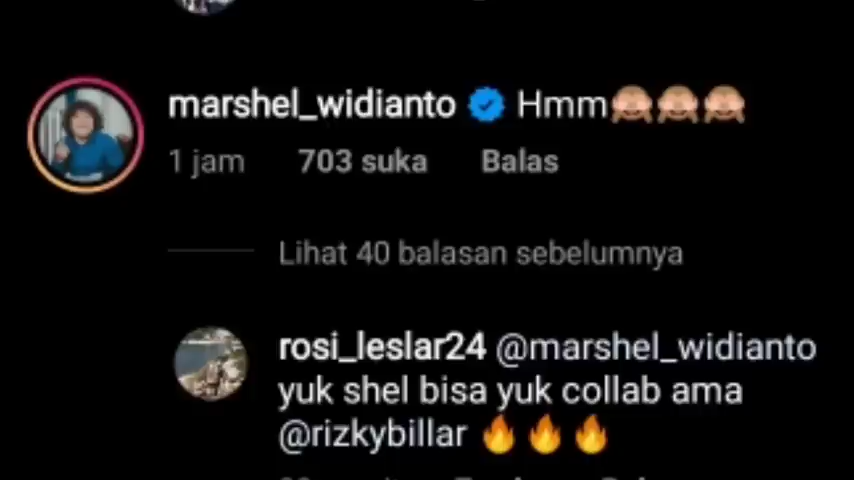 marshel_widianto Hmm🙈🙈🙈
1 jam 703 suka Balas
Lihat 40 balasan sebelumnya
rosi_leslar24 @marshel_widianto
yuk shel bisa yuk collab ama
@rizkybillar 🔥🔥🔥